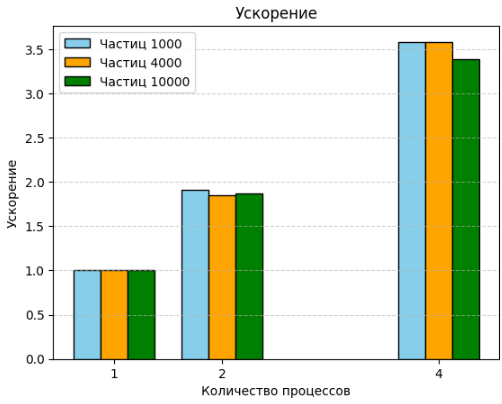 Ускорение
Частиц 1000
Частиц 4000
Частиц 10000
Ускорение
3.5
3.0
2.5
2.0
1.5
1.0
0.5
0.0
1 2 4
Количество процессов